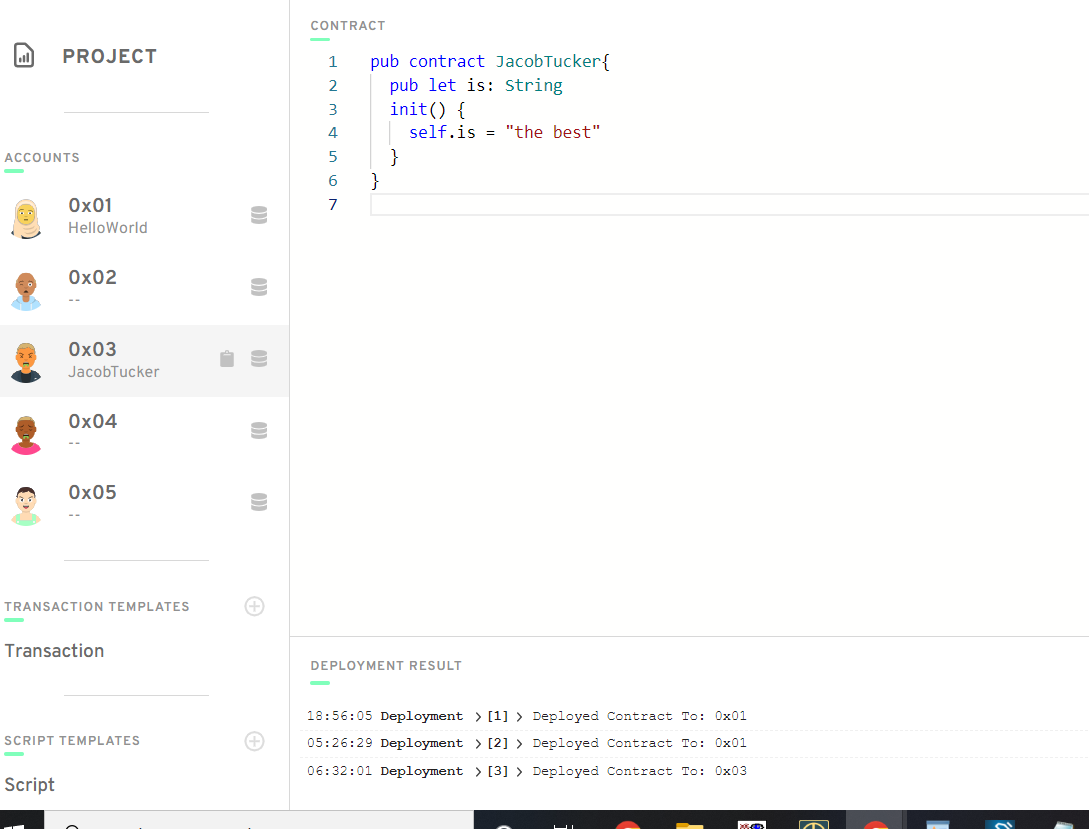 PROJECT
ACCOUNTS
0x01
HelloWorld
0x02
--
0x03
JacobTucker
0x04
--
0x05
--
TRANSACTION TEMPLATES
Transaction
SCRIPT TEMPLATES
Script
CONTRACT
1 pub contract JacobTucker{
2 pub let is: String
3 init() {
4 self.is = "the best"
5 }
6 }
7
DEPLOYMENT RESULT
18:56:05 Deployment > [1] > Deployed Contract To: 0x01
05:26:29 Deployment > [2] > Deployed Contract To: 0x01
06:32:01 Deployment > [3] > Deployed Contract To: 0x03